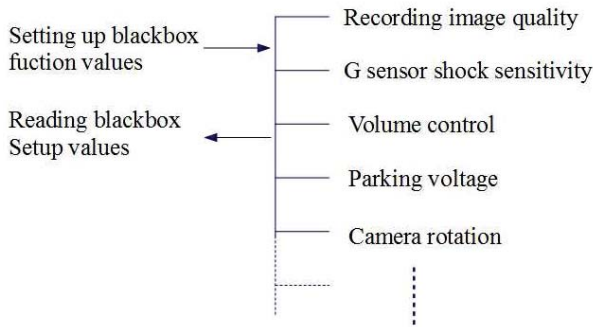 Setting up blackbox
fuction values
Reading blackbox
Setup values
Recording image quality
G sensor shock sensitivity
Volume control
Parking voltage
Camera rotation